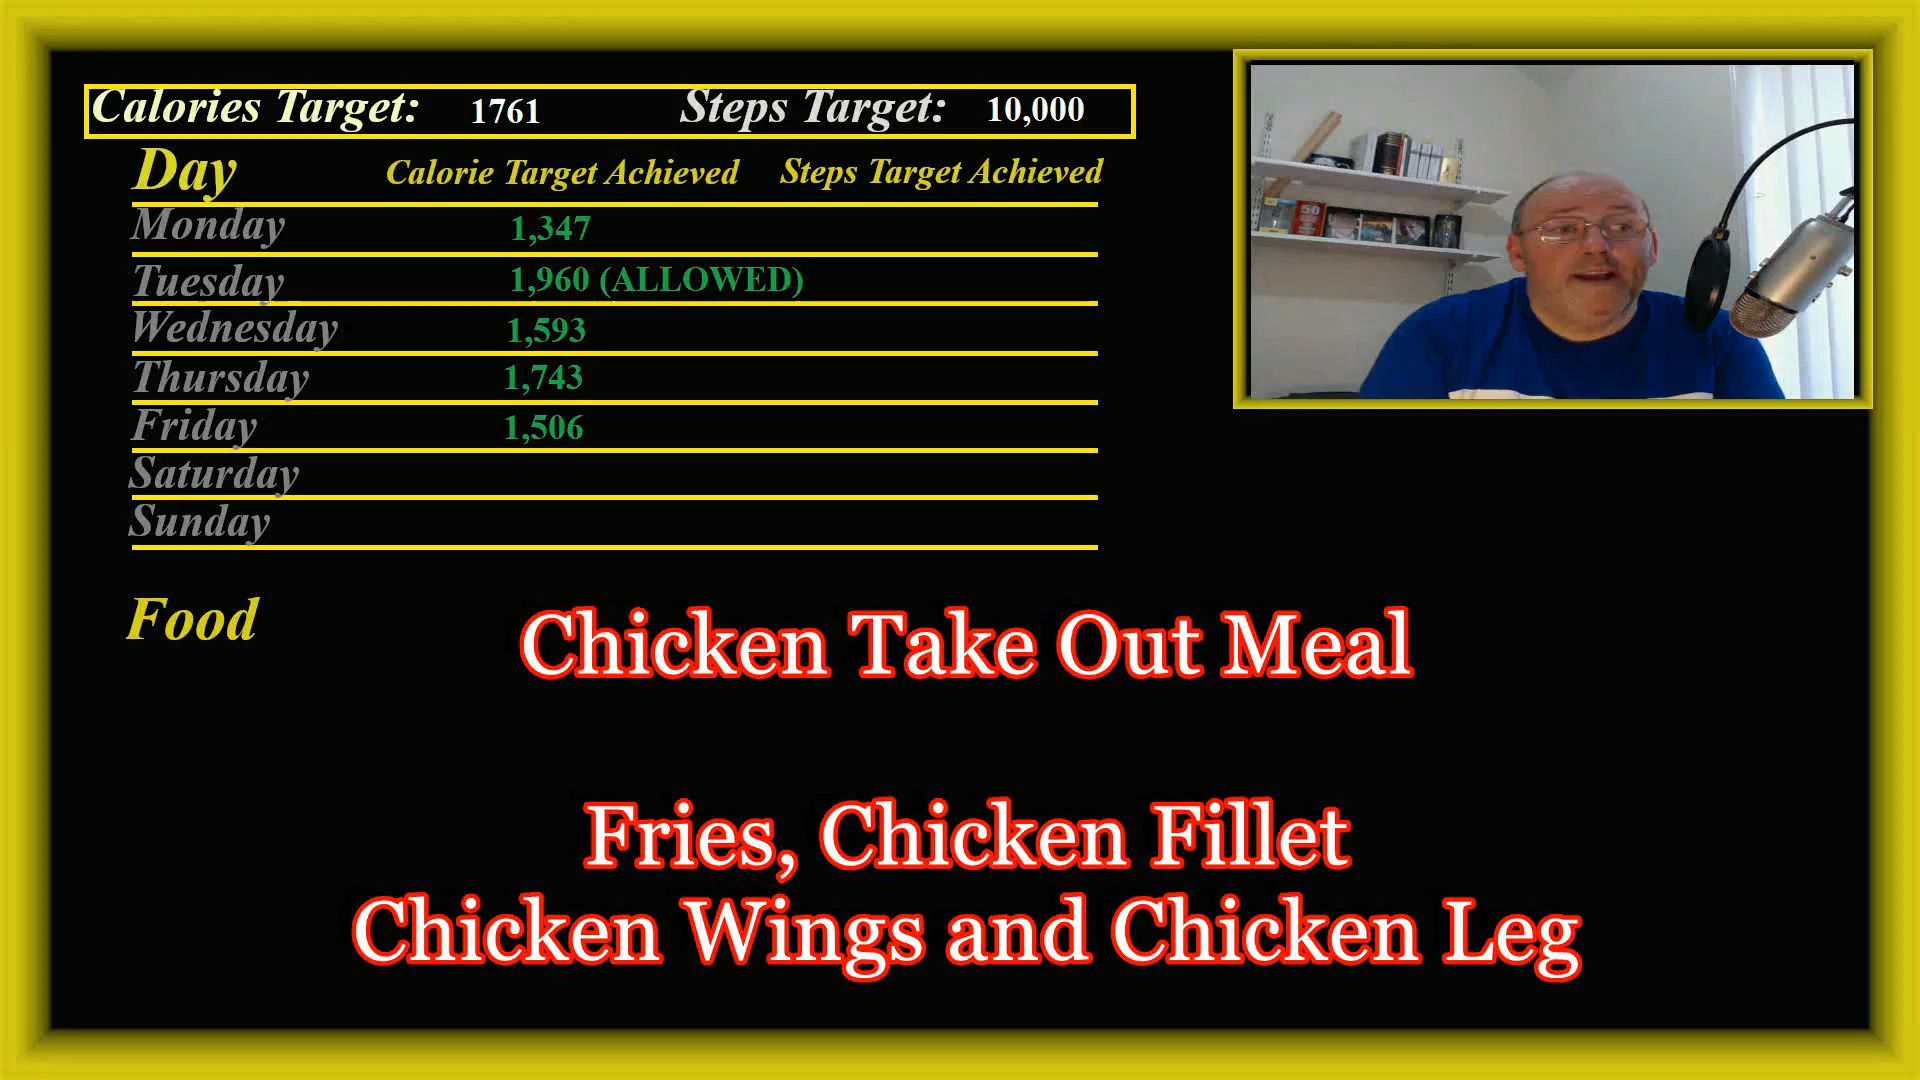 Calories Target: 1761 Steps Target: 10,000
Day Calorie Target Achieved Steps Target Achieved
Monday 1,347
Tuesday 1,960 (ALLOWED)
Wednesday 1,593
Thursday 1,743
Friday 1,506
Saturday
Sunday
Food
Chicken Take Out Meal
Fries, Chicken Fillet
Chicken Wings and Chicken Leg
50